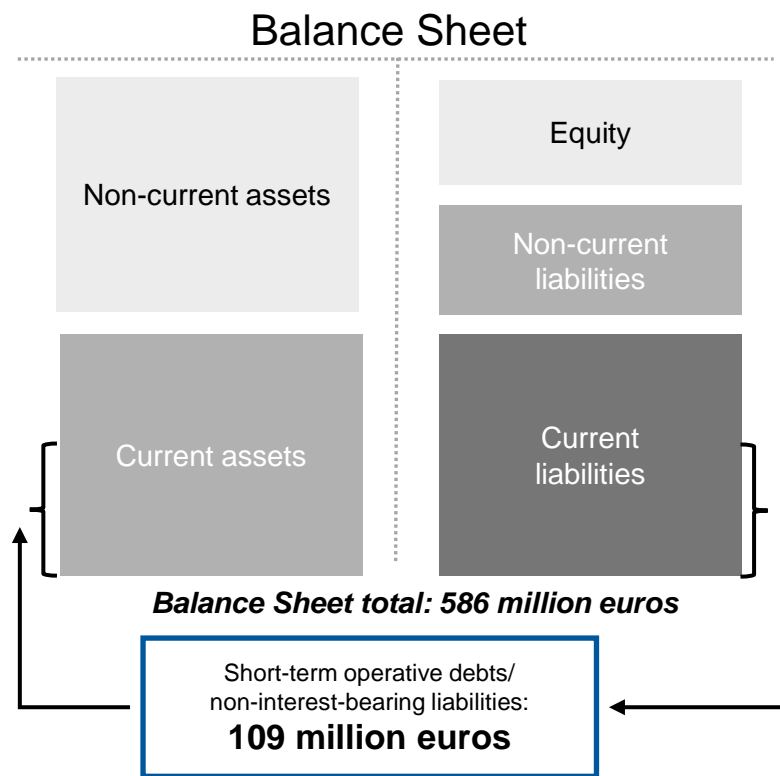 Balance Sheet
Non-current assets
Equity
Non-current
liabilities
Current assets
Current
liabilities
Balance Sheet total: 586 million euros
Short-term operative debts/
non-interest-bearing liabilities:
109 million euros